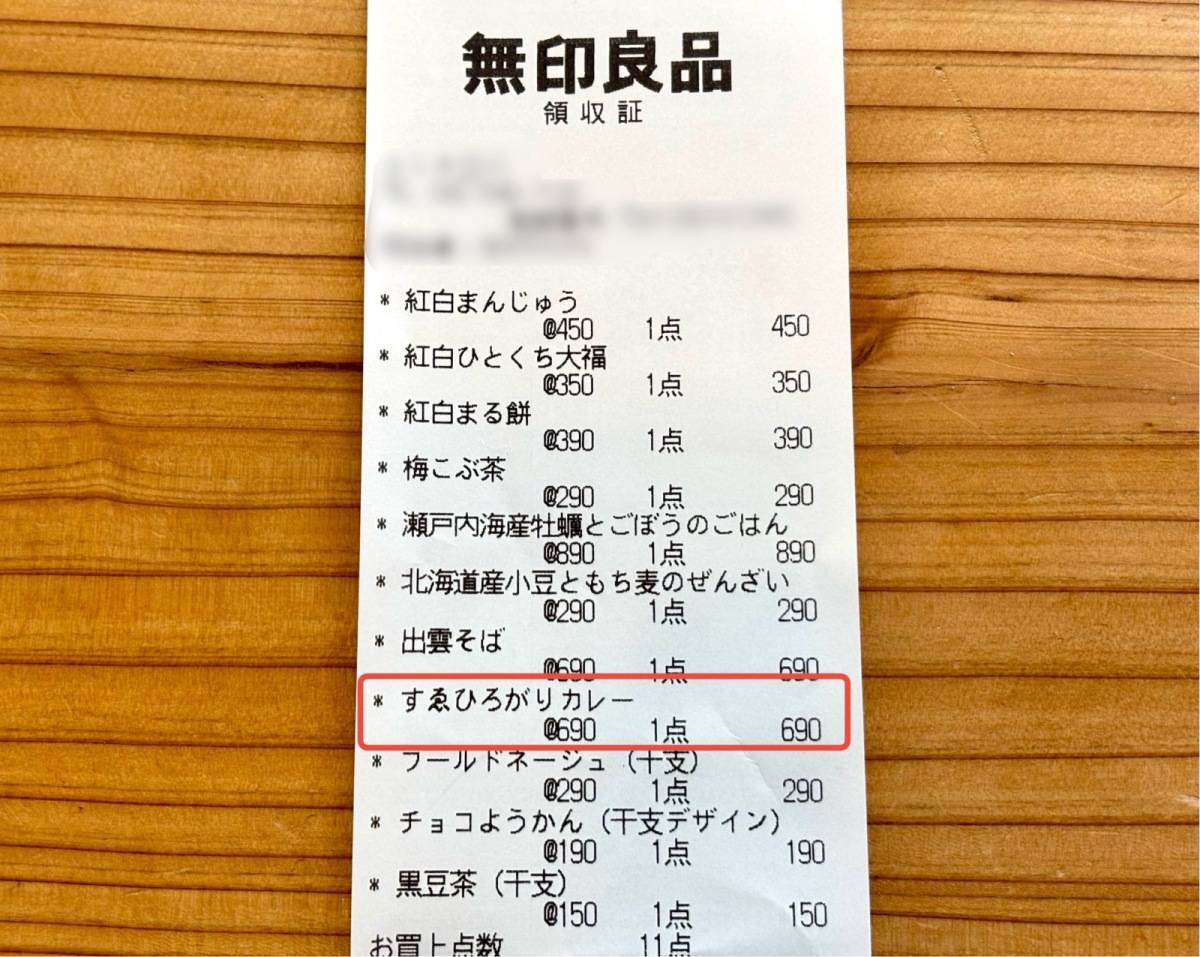 無印良品
領収証
* 紅白まんじゅう
@450 1点 450
* 紅白ひとくち大福
@350 1点 350
* 紅白まる餅
@390 1点 390
* 梅こぶ茶
@290 1点 290
* 瀬戸内海産牡蠣とごぼうのごはん
@890 1点 890
* 北海道産小豆ともち麦のぜんざい
@290 1点 290
* 出雲そば
@690 1点 690
* すゑひろがりカレー
@690 1点 690
* ブールドネージュ(干支)
@290 1点 290
* チョコようかん(干支デザイン)
@190 1点 190
* 黒豆茶(干支)
@150 1点 150
お買上点数 11点